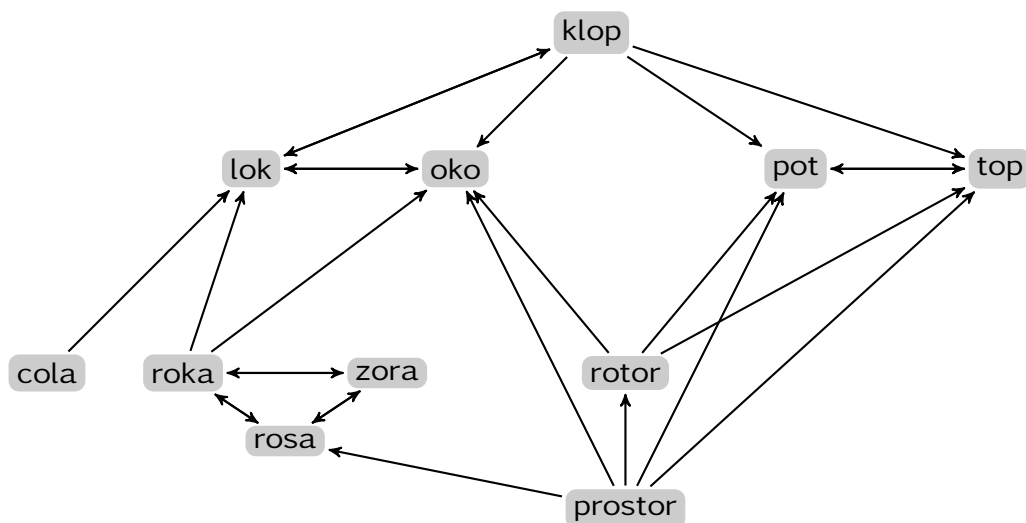 klop
lok
oko
pot
top
cola
roka
zora
rotor
rosa
prostor